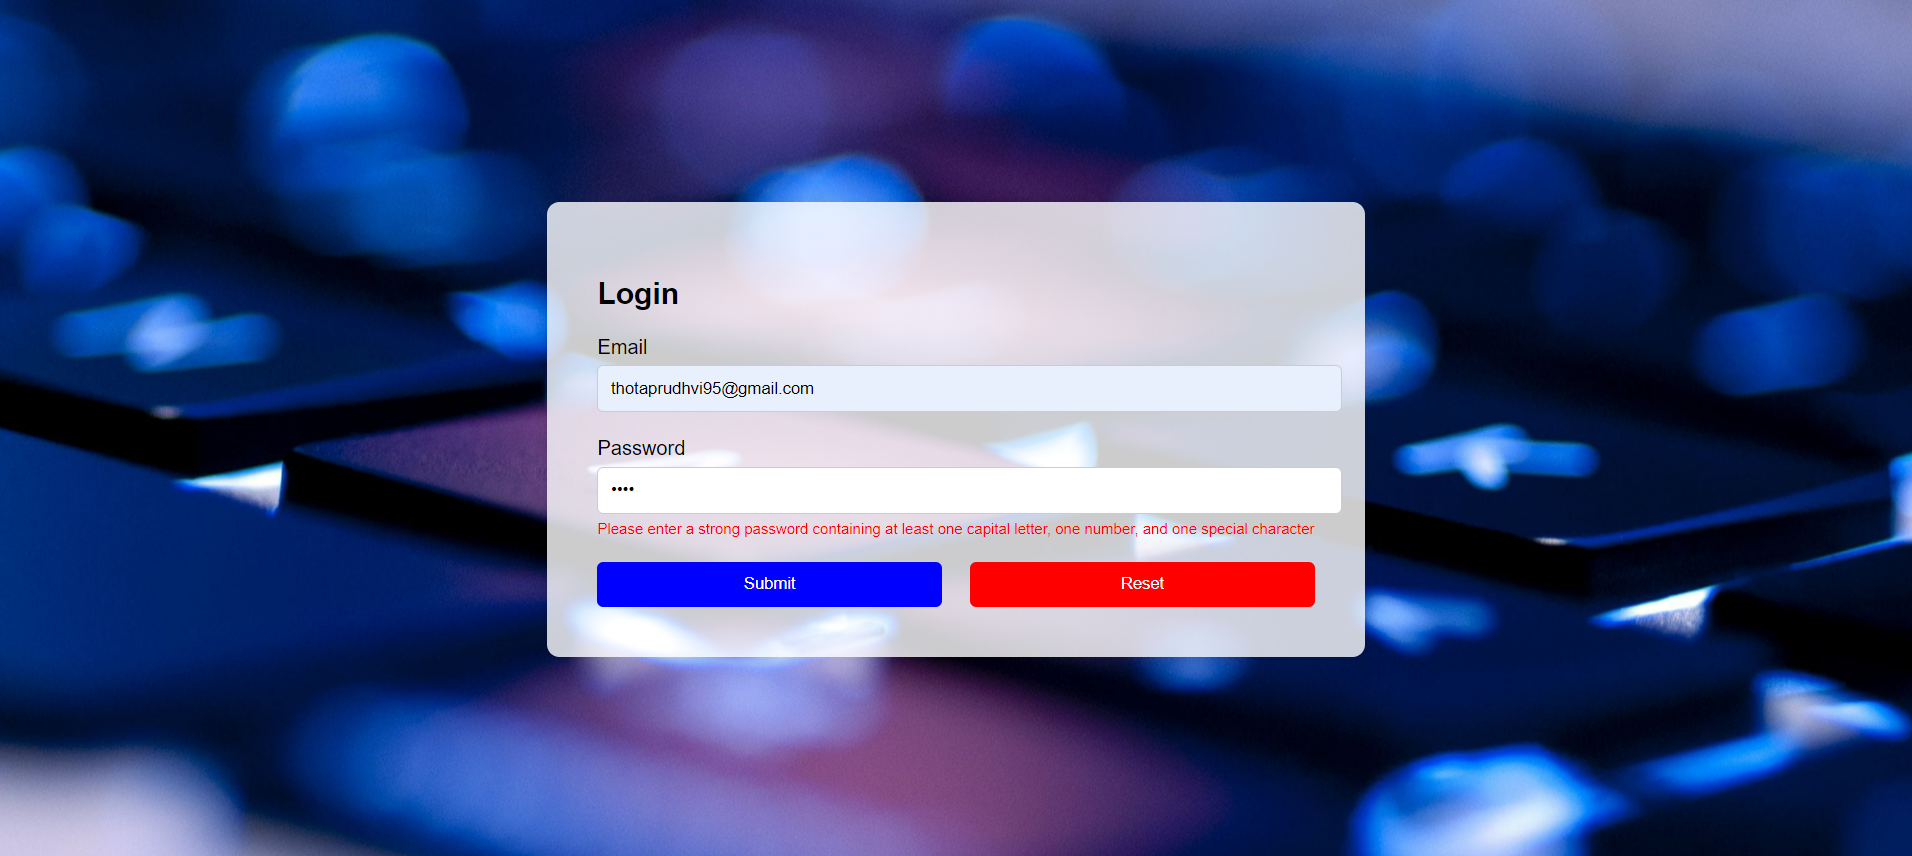 Login
Email
thotaprudhvi95@gmail.com
Password
••••
Please enter a strong password containing at least one capital letter, one number, and one special character
Submit Reset